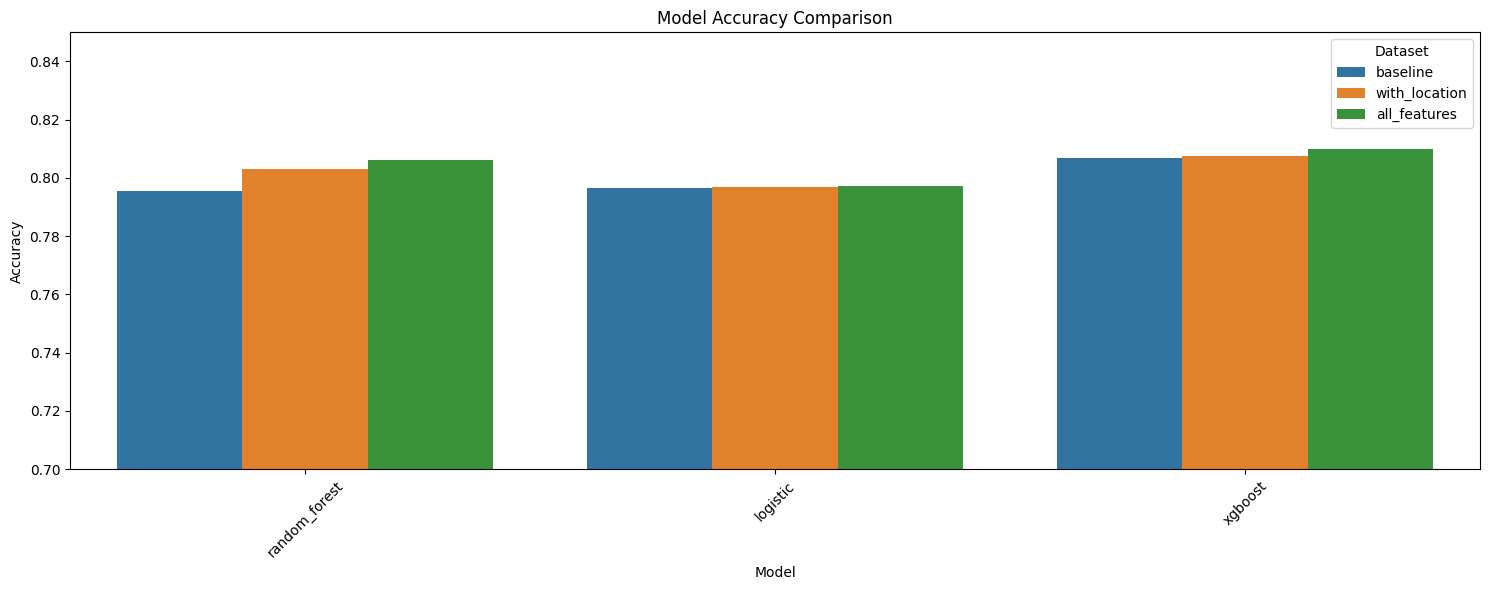 Model Accuracy Comparison
Dataset
baseline
with_location
all_features
Accuracy
0.84
0.82
0.80
0.78
0.76
0.74
0.72
0.70
random_forest
logistic
xgboost
Model